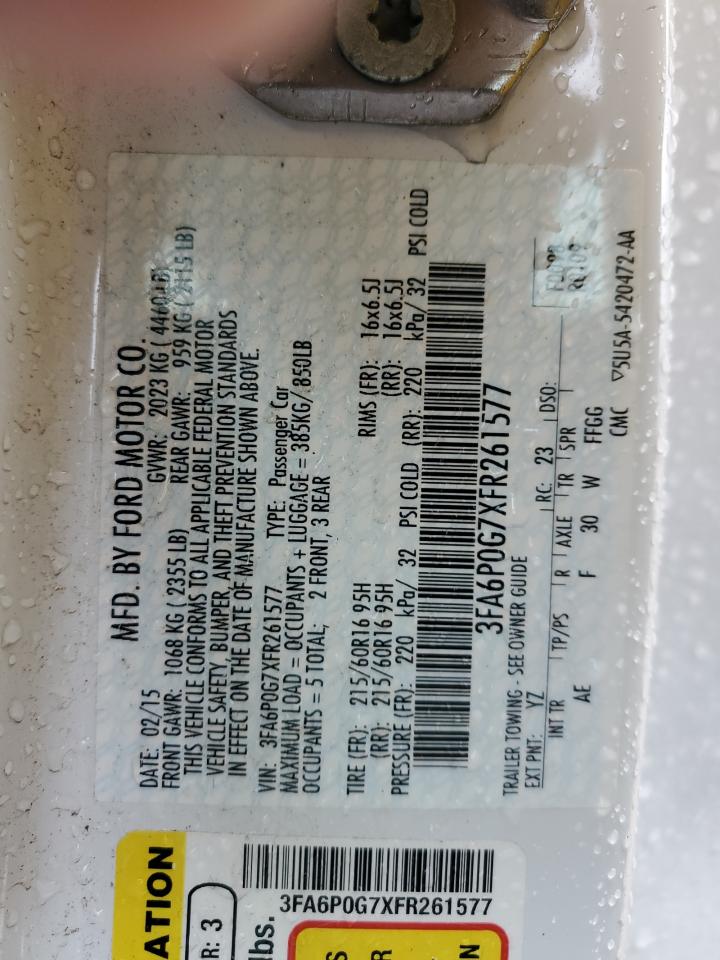 MFD. BY FORD MOTOR CO.
DATE: 02/15 GVWR: 2023 KG ( 4460 LB)
FRONT GAWR: 1068 KG ( 2355 LB) REAR GAWR: 959 KG ( 2115 LB)
THIS VEHICLE CONFORMS TO ALL APPLICABLE FEDERAL MOTOR
VEHICLE SAFETY, BUMPER, AND THEFT PREVENTION STANDARDS
IN EFFECT ON THE DATE OF MANUFACTURE SHOWN ABOVE.
VIN: 3FA6P0G7XFR261577 TYPE: Passenger Car
MAXIMUM LOAD = OCCUPANTS + LUGGAGE = 385KG/ 850LB
OCCUPANTS = 5 TOTAL; 2 FRONT, 3 REAR
TIRE (FR): 215/60R16 95H RIMS (FR): 16x6.5J
(RR): 215/60R16 95H (RR): 16x6.5J
PRESSURE (FR): 220 kPa/ 32 PSI COLD (RR): 220 kPa/ 32 PSI COLD
3FA6P0G7XFR261577
TRAILER TOWING - SEE OWNER GUIDE
EXT PNT: YZ RC: 23 DSO:
INT TR TP/PS R AXLE TR SPR
AE F 30 W FFGG
CMC ▽5U5A-5420472-AA
ATION
R: 3
lbs.
3FA6P0G7XFR261577
S
R
N